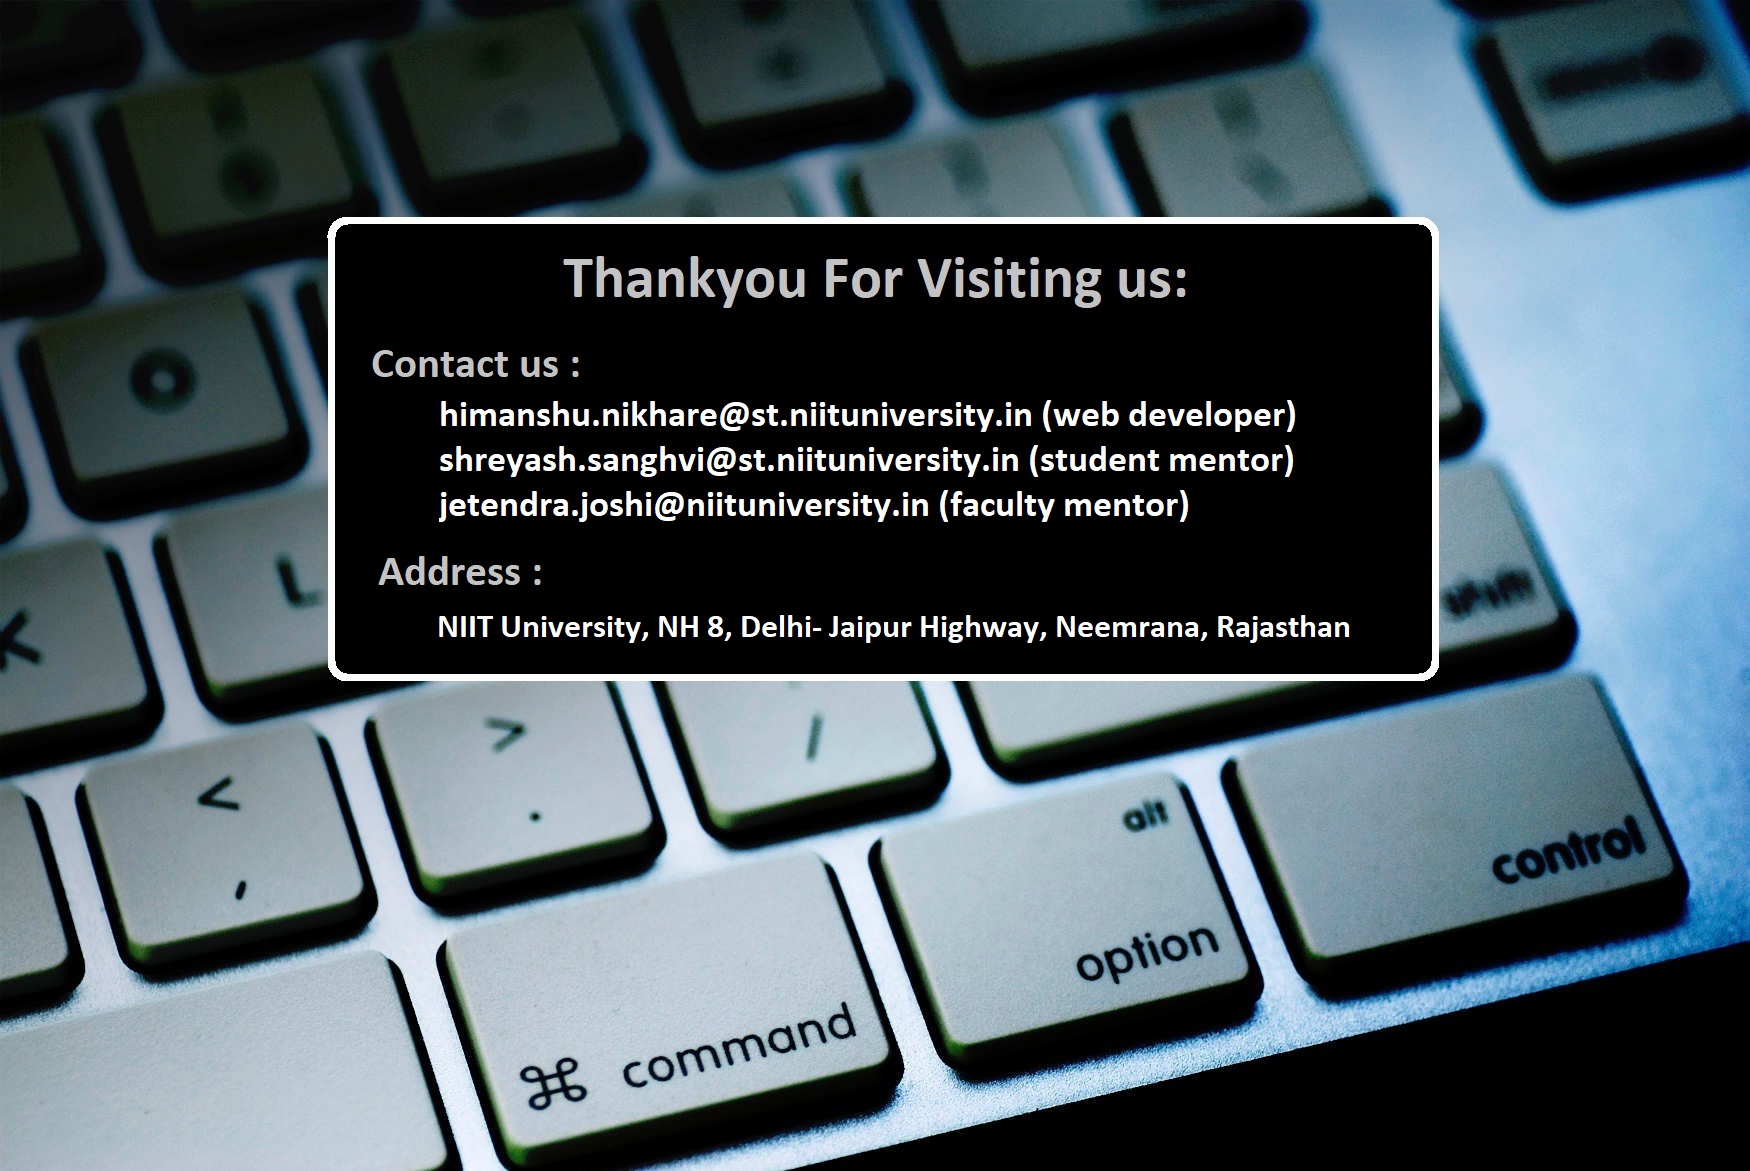 Thankyou For Visiting us:
Contact us :
himanshu.nikhare@st.niituniversity.in (web developer)
shreyash.sanghvi@st.niituniversity.in (student mentor)
jetendra.joshi@niituniversity.in (faculty mentor)
Address :
NIIT University, NH 8, Delhi- Jaipur Highway, Neemrana, Rajasthan
K
L
shift
<
,
>
.
/
alt
option
control
⌘ command